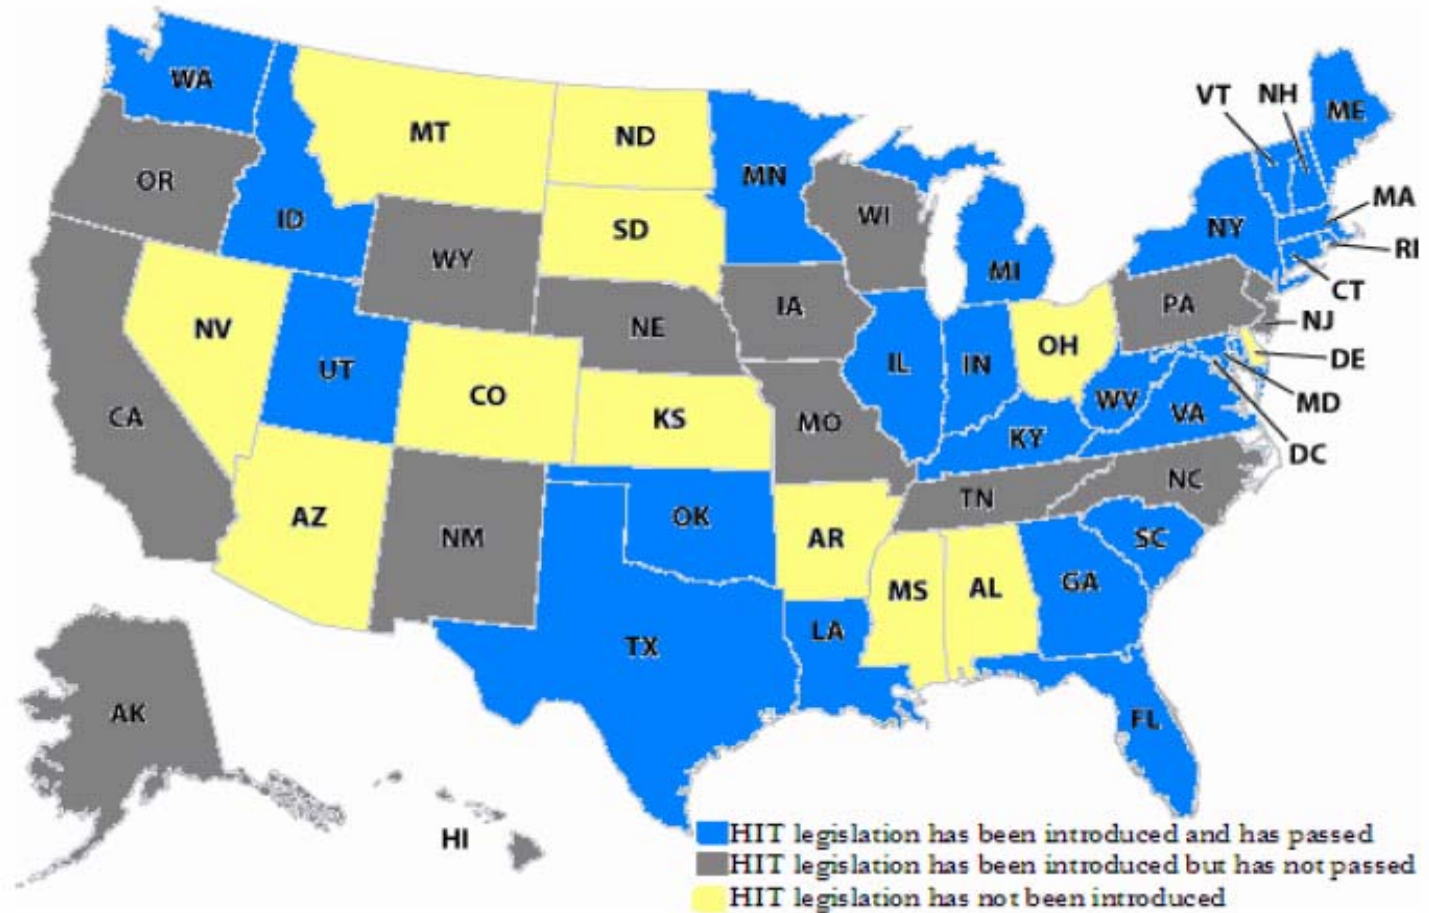 WA
VT NH ME
MT ND
MN
OR
ID
WI
MA
SD
NY
RI
WY
MI
CT
IA
PA
NJ
NE
NV
OH
DE
UT
IL IN
CO
MD
WV
CA
KS
MO
VA
KY
DC
TN
NC
AZ
OK
NM
AR
SC
MS AL GA
LA
TX
AK
FL
HI
HIT legislation has been introduced and has passed
HIT legislation has been introduced but has not passed
HIT legislation has not been introduced